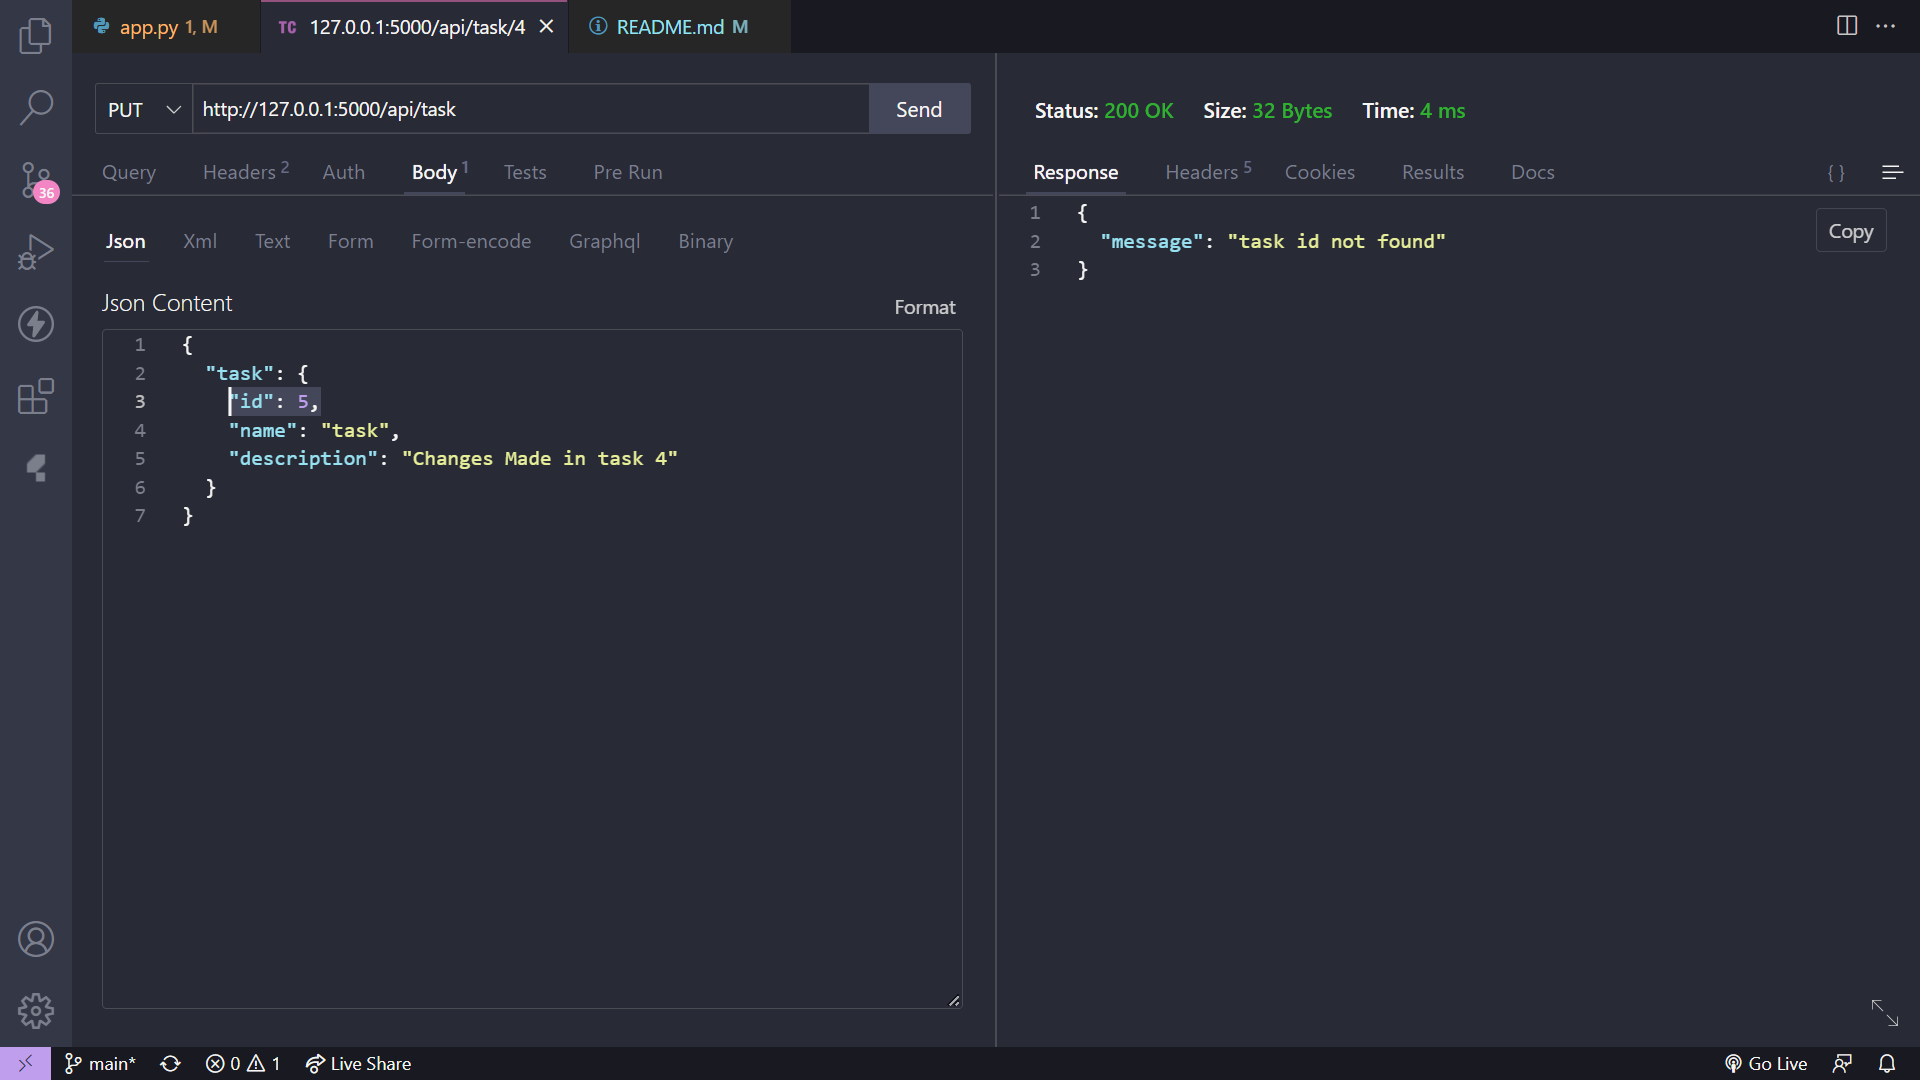 app.py 1, M
TC 127.0.0.1:5000/api/task/4
README.md M
PUT http://127.0.0.1:5000/api/task Send
Query Headers 2 Auth Body 1 Tests Pre Run
Json Xml Text Form Form-encode Graphql Binary
Json Content
Format
1 {
2 "task": {
3 "id": 5,
4 "name": "task",
5 "description": "Changes Made in task 4"
6 }
7 }
Status: 200 OK Size: 32 Bytes Time: 4 ms
Response Headers 5 Cookies Results Docs { }
1 {
2 "message": "task id not found"
3 }
Copy
36
main* 0 1 Live Share
Go Live